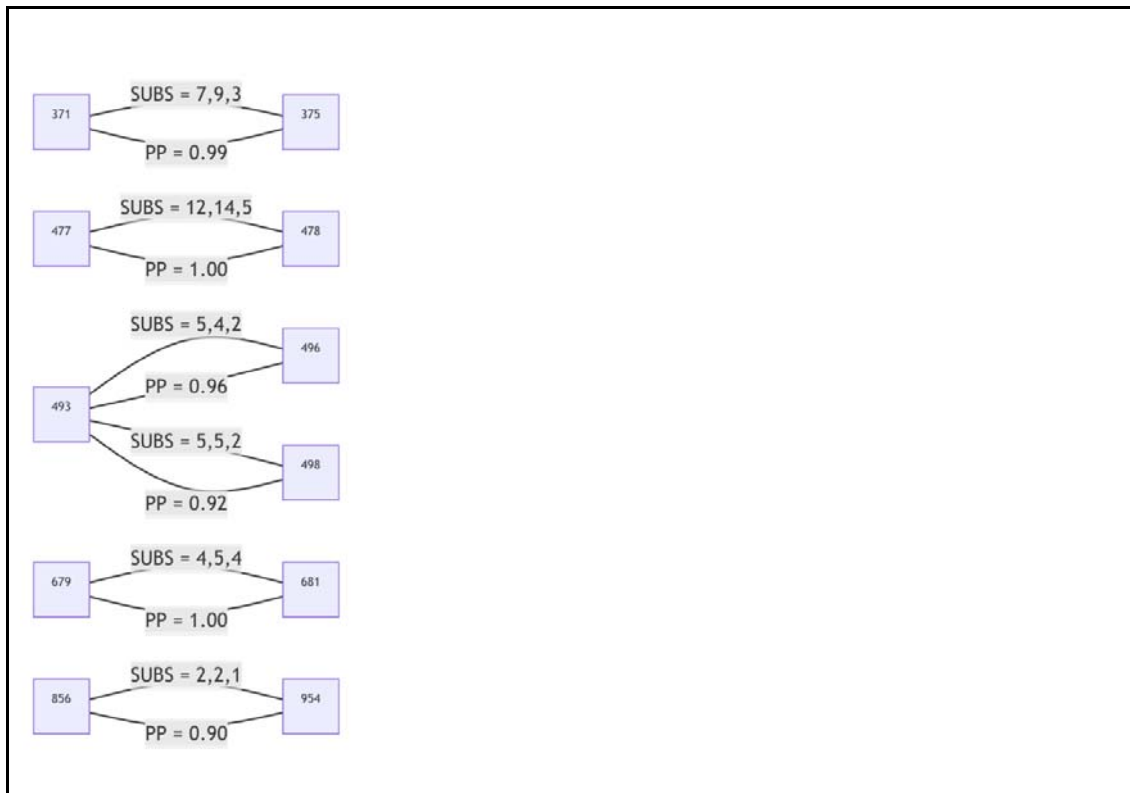 SUBS = 7,9,3
371
375
PP = 0.99
SUBS = 12,14,5
477
478
PP = 1.00
SUBS = 5,4,2
496
PP = 0.96
493
SUBS = 5,5,2
498
PP = 0.92
SUBS = 4,5,4
679
681
PP = 1.00
SUBS = 2,2,1
856
954
PP = 0.90